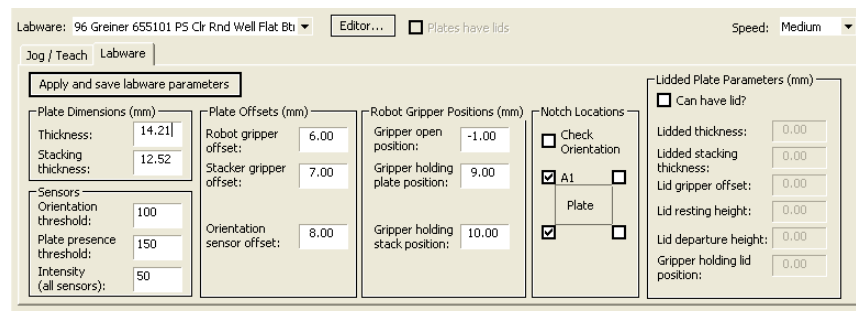 Labware: 96 Greiner 655101 PS Clr Rnd Well Flat Bt Editor... Plates have lids Speed: Medium
Jog / Teach Labware
Apply and save labware parameters
Plate Dimensions (mm)
Thickness: 14.21
Stacking thickness: 12.52
Sensors
Orientation threshold: 100
Plate presence threshold: 150
Intensity (all sensors): 50
Plate Offsets (mm)
Robot gripper offset: 6.00
Stacker gripper offset: 7.00
Orientation sensor offset: 8.00
Robot Gripper Positions (mm)
Gripper open position: -1.00
Gripper holding plate position: 9.00
Gripper holding stack position: 10.00
Notch Locations
Check Orientation
A1
Plate
Lidded Plate Parameters (mm)
Can have lid?
Lidded thickness: 0.00
Lidded stacking thickness: 0.00
Lid gripper offset: 0.00
Lid resting height: 0.00
Lid departure height: 0.00
Gripper holding lid position: 0.00